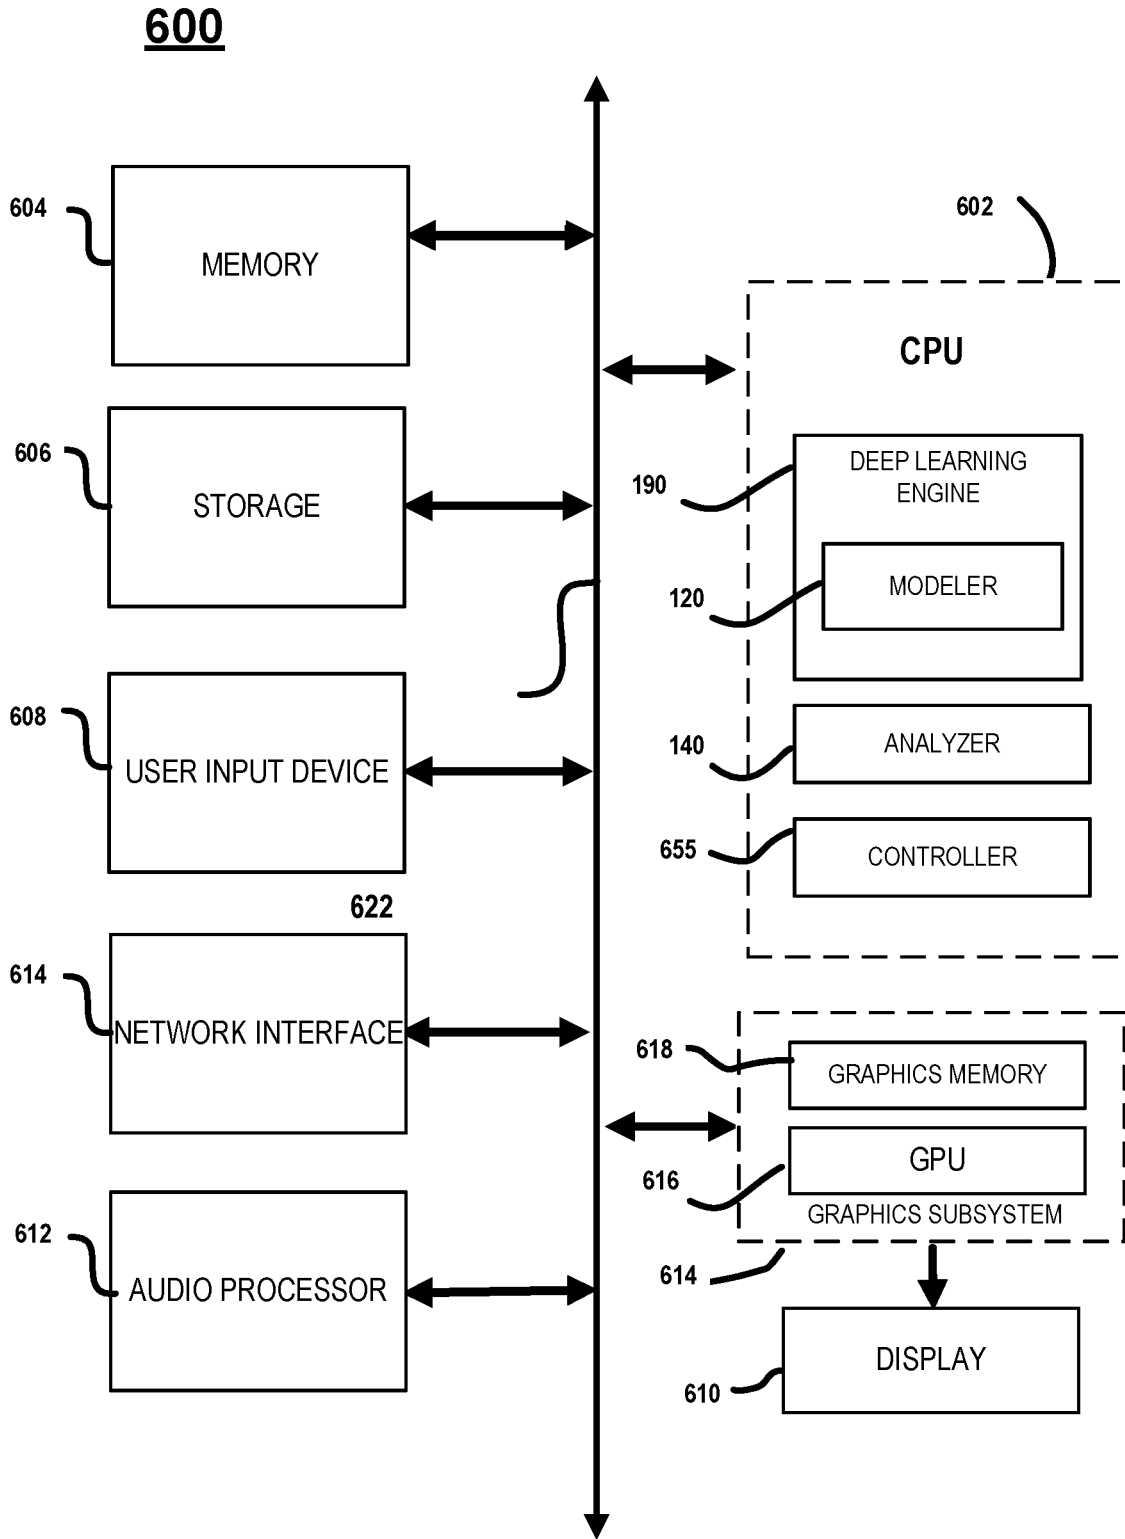 600
604
MEMORY
602
CPU
606
STORAGE
190
DEEP LEARNING
ENGINE
120
MODELER
608
USER INPUT DEVICE
140
ANALYZER
655
CONTROLLER
622
614
NETWORK INTERFACE
618
GRAPHICS MEMORY
616
GPU
GRAPHICS SUBSYSTEM
614
612
AUDIO PROCESSOR
DISPLAY
610